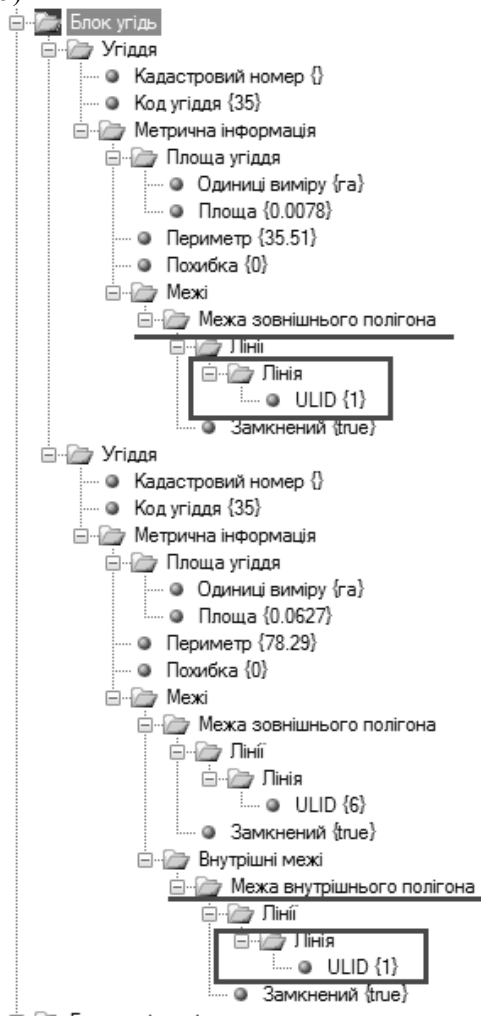 Блок угідь
Угіддя
Кадастровий номер {}
Код угіддя {35}
Метрична інформація
Площа угіддя
Одиниці виміру {га}
Площа {0.0078}
Периметр {35.51}
Похибка {0}
Межі
Межа зовнішнього полігона
Лінії
Лінія
ULID {1}
Замкнений {true}
Угіддя
Кадастровий номер {}
Код угіддя {35}
Метрична інформація
Площа угіддя
Одиниці виміру {га}
Площа {0.0627}
Периметр {78.29}
Похибка {0}
Межі
Межа зовнішнього полігона
Лінії
Лінія
ULID {6}
Замкнений {true}
Внутрішні межі
Межа внутрішнього полігона
Лінії
Лінія
ULID {1}
Замкнений {true}